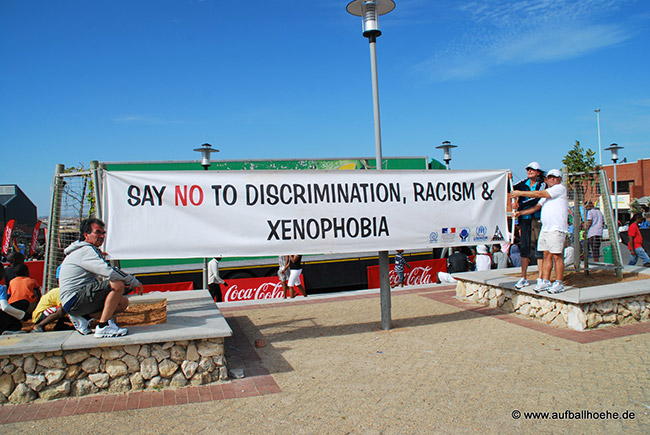 SAY NO TO DISCRIMINATION, RACISM &
XENOPHOBIA
Coca-Cola
Coca-Cola
© www.aufballhoehe.de